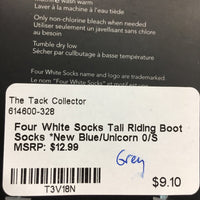 Machine wash warm
Laver à la machine à l'eau tiède
Only non-chlorine bleach when needed
Utiliser seulement un javellisant sans
chlore au besoin
Tumble dry low
Sécher par culbutage à basse température
Four White Socks name and logo are trademarked
The Tack Collector
614600-328
Four White Socks Tall Riding Boot
Socks *New Blue/Unicorn 0/S
MSRP: $12.99
Grey
T3V18N
$9.10